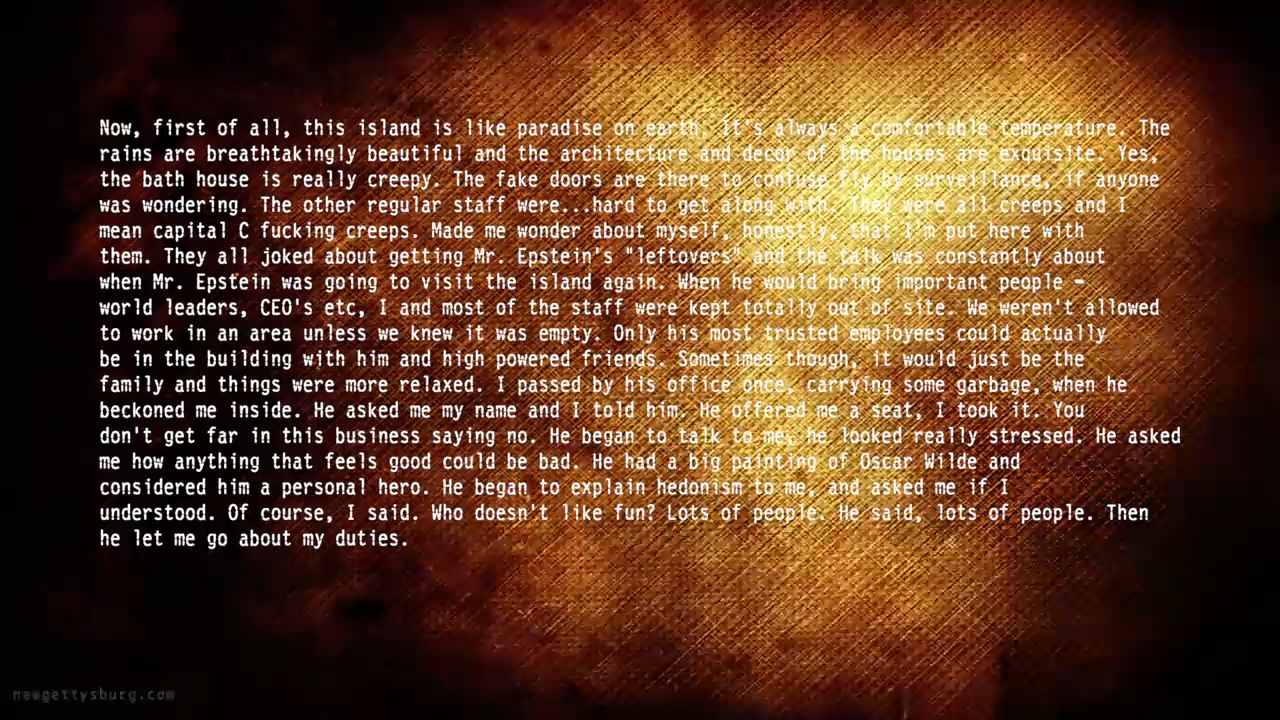 Now, first of all, this island is like paradise on earth. It's always a comfortable temperature. The
rains are breathtakingly beautiful and the architecture and decor of the houses are exquisite. Yes,
the bath house is really creepy. The fake doors are there to confuse fly by surveillance, if anyone
was wondering. The other regular staff were...hard to get along with. They were all creeps and I
mean capital C fucking creeps. Made me wonder about myself, honestly, that I'm put here with
them. They all joked about getting Mr. Epstein's "leftovers" and the talk was constantly about
when Mr. Epstein was going to visit the island again. When he would bring important people -
world leaders, CEO's etc, I and most of the staff were kept totally out of site. We weren't allowed
to work in an area unless we knew it was empty. Only his most trusted employees could actually
be in the building with him and high powered friends. Sometimes though, it would just be the
family and things were more relaxed. I passed by his office once, carrying some garbage, when he
beckoned me inside. He asked me my name and I told him. He offered me a seat, I took it. You
don't get far in this business saying no. He began to talk to me, he looked really stressed. He asked
me how anything that feels good could be bad. He had a big painting of Oscar Wilde and
considered him a personal hero. He began to explain hedonism to me, and asked me if I
understood. Of course, I said. Who doesn't like fun? Lots of people. He said, lots of people. Then
he let me go about my duties.
newgettysburg.com